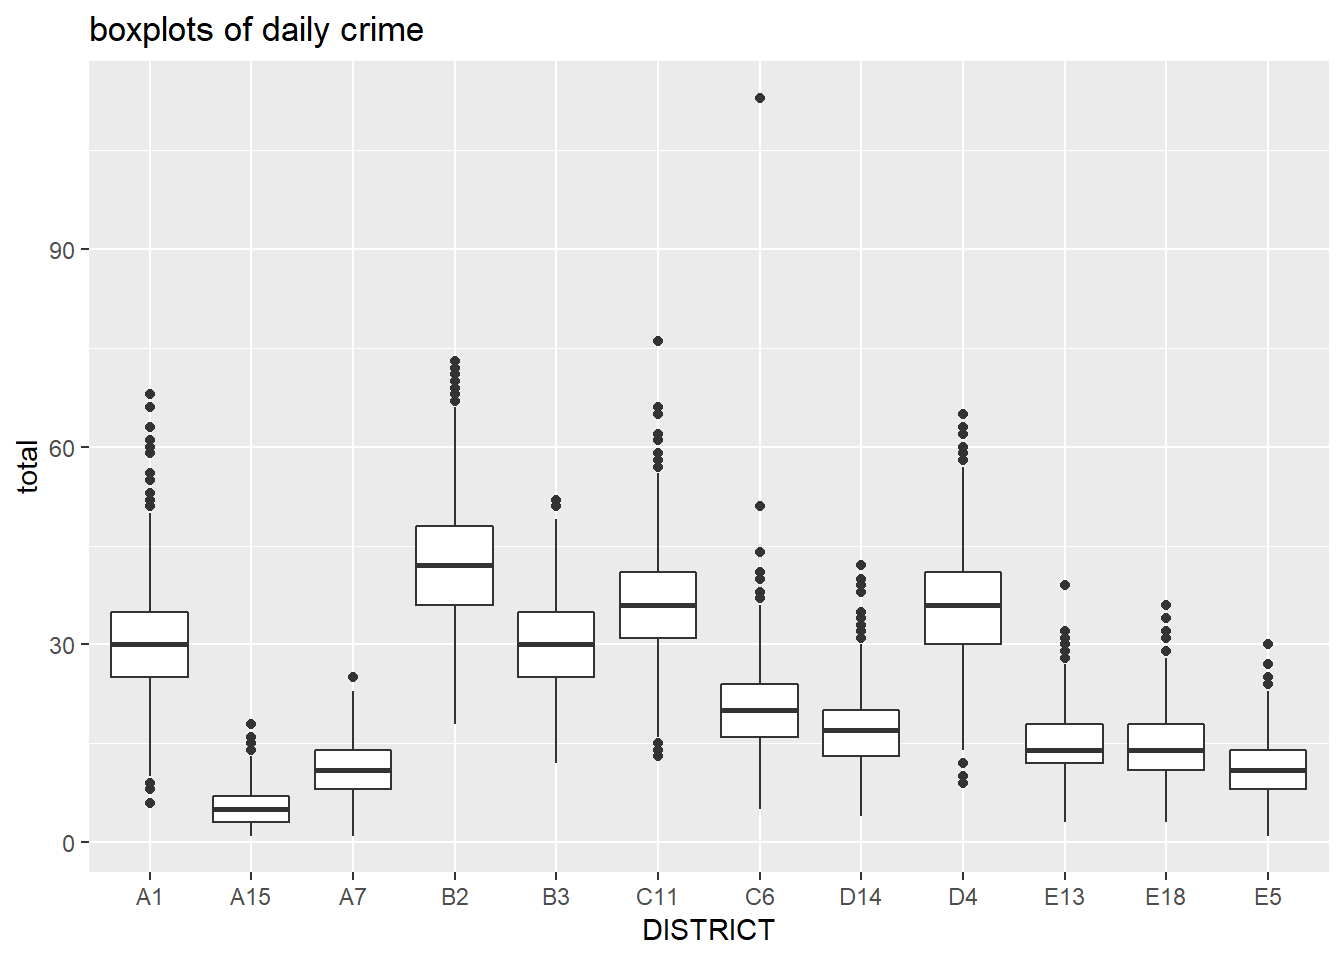 boxplots of daily crime
total
90
60
30
0
A1 A15 A7 B2 B3 C11 C6 D14 D4 E13 E18 E5
DISTRICT